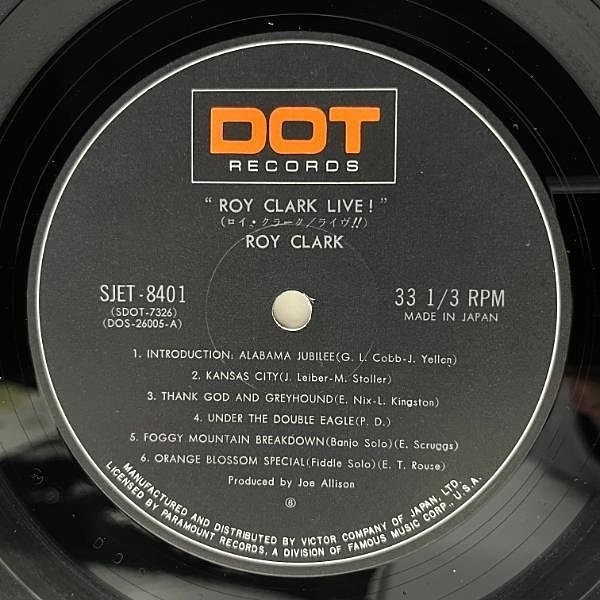 DOT
RECORDS
"ROY CLARK LIVE!"
(ロイ・クラーク/ライヴ!!)
ROY CLARK
SJET-8401
(SDOT-7326)
(DOS-26005-A)
33 1/3 RPM
MADE IN JAPAN
1. INTRODUCTION: ALABAMA JUBILEE(G. L. Cobb-J. Yellen)
2. KANSAS CITY(J. Leiber-M. Stoller)
3. THANK GOD AND GREYHOUND(E. Nix-L. Kingston)
4. UNDER THE DOUBLE EAGLE(P. D.)
5. FOGGY MOUNTAIN BREAKDOWN(Banjo Solo)(E. Scruggs)
6. ORANGE BLOSSOM SPECIAL(Fiddle Solo)(E. T. Rouse)
Produced by Joe Allison
MANUFACTURED AND DISTRIBUTED BY VICTOR COMPANY OF JAPAN, LTD.
LICENSED BY PARAMOUNT RECORDS, A DIVISION OF FAMOUS MUSIC CORP., U.S.A.